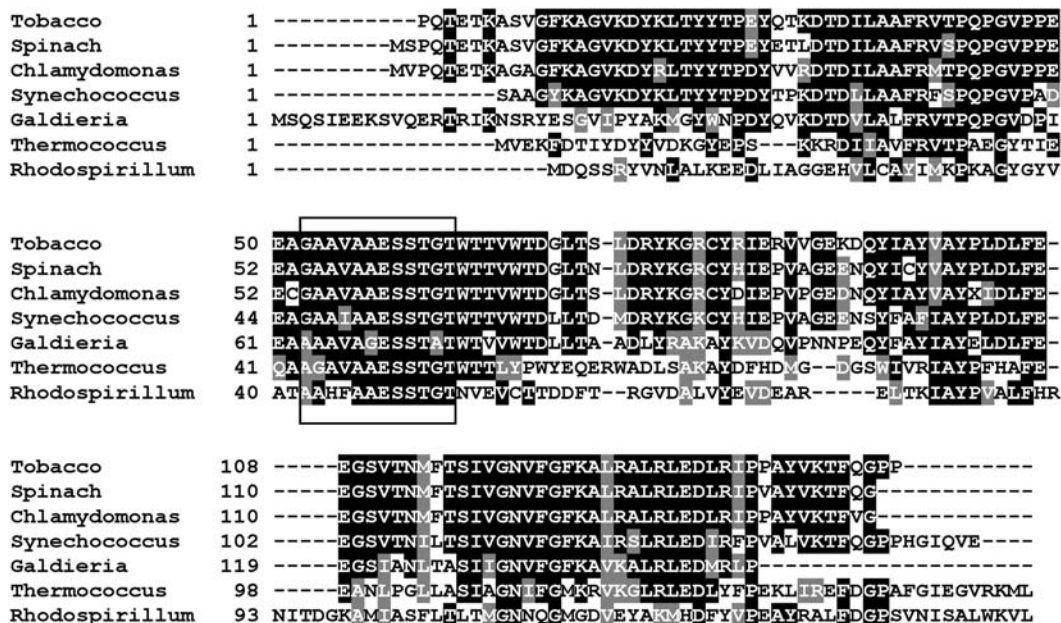 Tobacco 1 -----------PQTETKASVGFKAGVKDYKLTYYTPEYQTKDTDILAAFRVTPQPGVPPE
Spinach 1 ---------MSPQTETKASVGFKAGVKDYKLTYYTPEYETLDTDILAAFRVSPQPGVPPE
Chlamydomonas 1 ---------MVPQTETKAGAGFKAGVKDYRLTYYTPDYVVRDTDILAAFRMTPQPGVPPE
Synechococcus 1 -----------------SAAGYKAGVKDYKLTYYTPDYTPKDTDLLAAFRFSPQPGVPAD
Galdieria 1 MSQSIEEKSVQERTRIKNSRYESGVIPYAKMGYWNPDYQVKDTDVLALFRVTPQPGVDPI
Thermococcus 1 -----------------MVEKFDTIYDYYVDKGYEPS---KKRDIIAVFRVTPAEGYTIE
Rhodospirillum 1 ---------------------MDQSSRYVNLALKEEDLIAGGEHVLCAYIMKPKAGYGYV
Tobacco 50 EAGAAVAAESSTGTWTTVWTDGLTS-LDRYKGRCYRIERVVGEKDQYIAYVAYPLDLFE-
Spinach 52 EAGAAVAAESSTGTWTTVWTDGLTN-LDRYKGRCYHIEPVAGEENQYICYVAYPLDLFE-
Chlamydomonas 52 ECGAAVAAESSTGTWTTVWTDGLTS-LDRYKGRCYDIEPVPGEDNQYIAYVAYXIDLFE-
Synechococcus 44 EAGAAIAAESSTGTWTTVWTDLLTD-MDRYKGKCYHIEPVAGEENSYFAFIAYPLDLFE-
Galdieria 61 EAAAAVAGESSTATWTVVWTDLLTA-ADLYRAKAYKVDQVPNNPEQYFAYIAYELDLFE-
Thermococcus 41 QAAGAVAAESSTGTWTTLYPWYEQERWADLSAKAYDFHDMG--DGSWIVRIAYPFHAFE-
Rhodospirillum 40 ATAAHFAAESSTGTNVEVCTTDDFT--RGVDALVYEVDEAR-----ELTKIAYPVALFHR
Tobacco 108 -----EGSVTNMFTSIVGNVFGFKALRALRLEDLRIPPAYVKTFQGPP----------
Spinach 110 -----EGSVTNMFTSIVGNVFGFKALRALRLEDLRIPVAYVKTFQG------------
Chlamydomonas 110 -----EGSVTNMFTSIVGNVFGFKALRALRLEDLRIPPAYVKTFVG------------
Synechococcus 102 -----EGSVTNILTSIVGNVFGFKAIRSLRLEDIRFPVALVKTFQGPPHGIQVE----
Galdieria 119 -----EGSIANLTASIIGNVFGFKAVKALRLEDMRLP---------------------
Thermococcus 98 -----EANLPGLLASIAGNIFGMKRVKGLRLEDLYFPEKLIREFDGPAFGIEGVRKML
Rhodospirillum 93 NITDGKAMIASFLTLTMGNNQGMGDVEYAKMHDFYVPEAYRALFDGPSVNISALWKVL